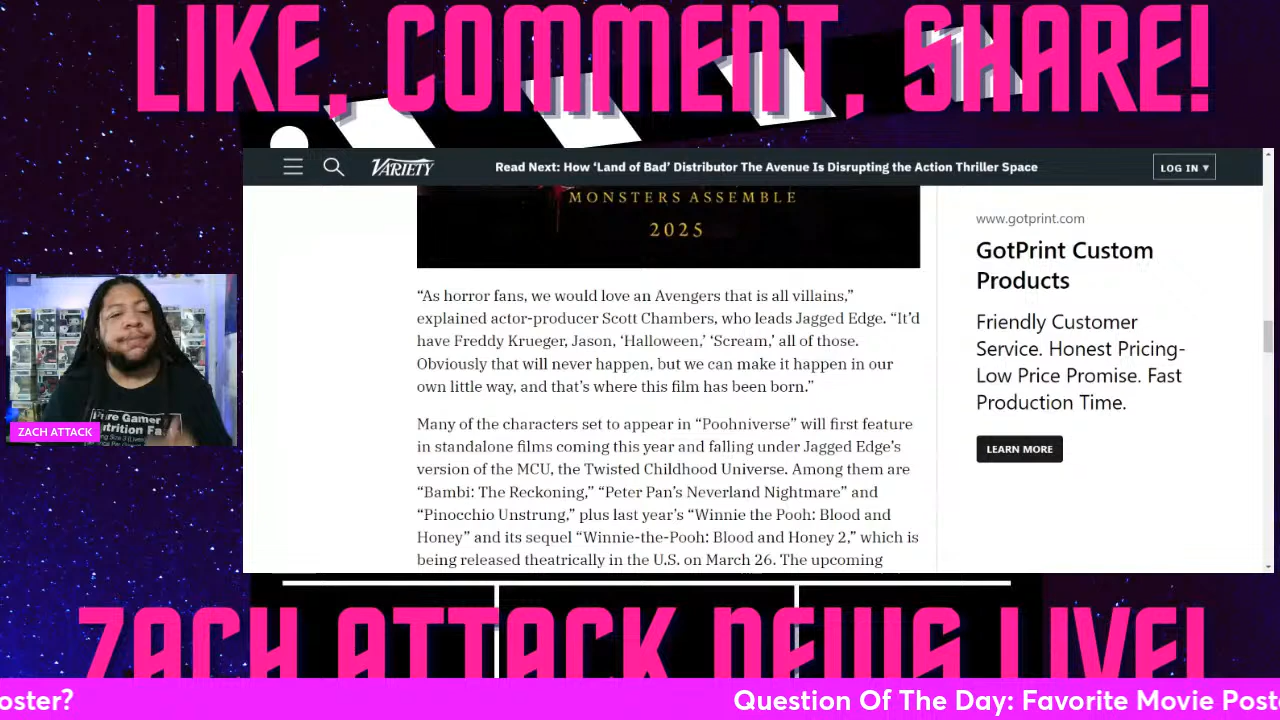 LIKE, COMMENT, SHARE!
VARIETY
Read Next: How ‘Land of Bad’ Distributor The Avenue Is Disrupting the Action Thriller Space
LOG IN ▾
MONSTERS ASSEMBLE
2025
“As horror fans, we would love an Avengers that is all villains,”
explained actor-producer Scott Chambers, who leads Jagged Edge. “It’d
have Freddy Krueger, Jason, ‘Halloween,’ ‘Scream,’ all of those.
Obviously that will never happen, but we can make it happen in our
own little way, and that’s where this film has been born.”
Many of the characters set to appear in “Poohniverse” will first feature
in standalone films coming this year and falling under Jagged Edge’s
version of the MCU, the Twisted Childhood Universe. Among them are
“Bambi: The Reckoning,” “Peter Pan’s Neverland Nightmare” and
“Pinocchio Unstrung,” plus last year’s “Winnie the Pooh: Blood and
Honey” and its sequel “Winnie-the-Pooh: Blood and Honey 2,” which is
being released theatrically in the U.S. on March 26. The upcoming
www.gotprint.com
GotPrint Custom
Products
Friendly Customer
Service. Honest Pricing-
Low Price Promise. Fast
Production Time.
LEARN MORE
Pure Gamer
ZACH ATTACK
ZACH ATTACK NEWS LIVE!
oster?
Question Of The Day: Favorite Movie Poste